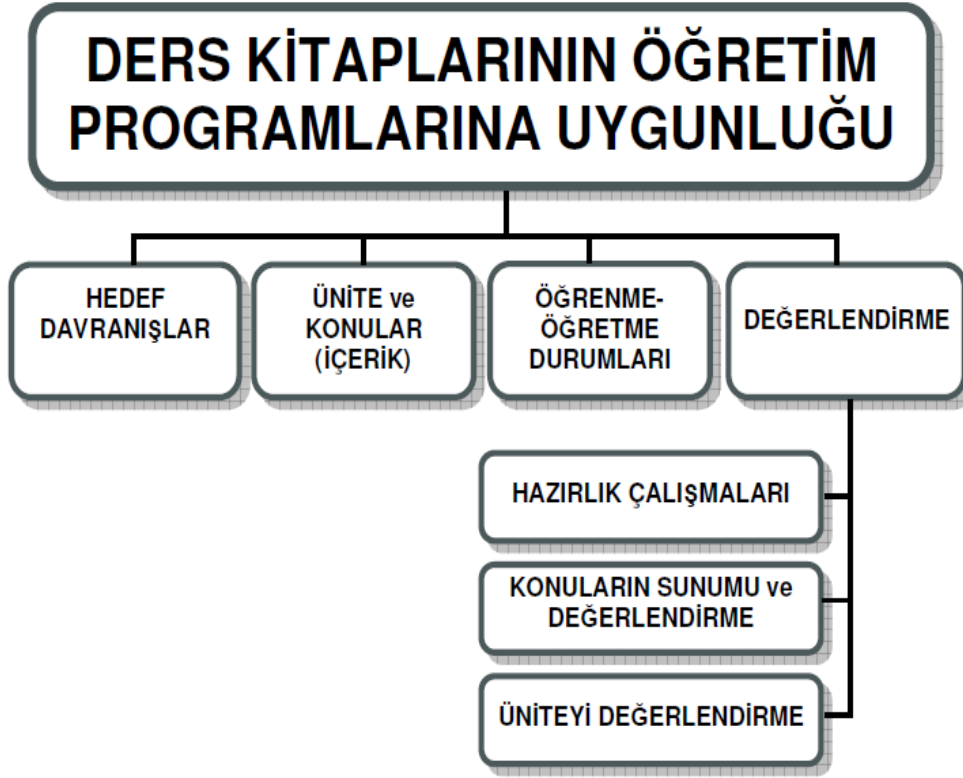 DERS KİTAPLARININ ÖĞRETİM
PROGRAMLARINA UYGUNLUĞU
HEDEF
DAVRANIŞLAR
ÜNİTE ve
KONULAR
(İÇERİK)
ÖĞRENME-
ÖĞRETME
DURUMLARI
DEĞERLENDİRME
HAZIRLIK ÇALIŞMALARI
KONULARIN SUNUMU ve
DEĞERLENDİRME
ÜNİTEYİ DEĞERLENDİRME